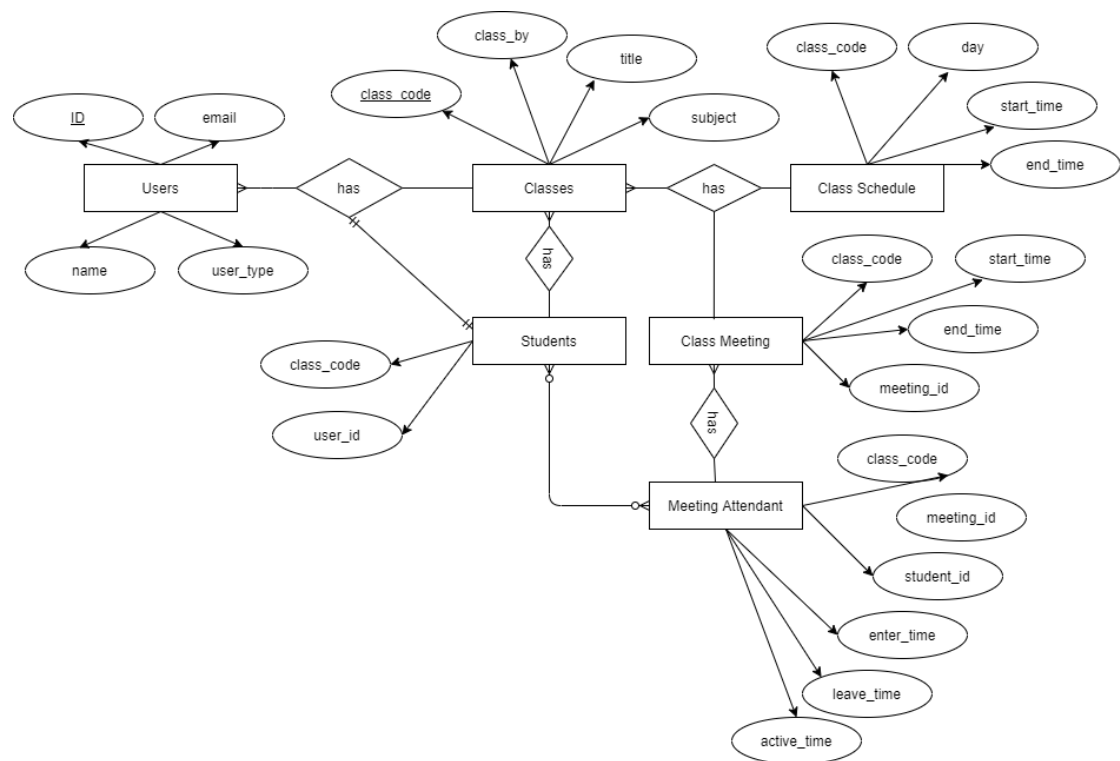 class_by
class_code
day
title
class_code
start_time
ID
email
subject
end_time
Users
has
Classes
has
Class Schedule
name
user_type
has
class_code
start_time
end_time
Students
Class Meeting
class_code
meeting_id
has
user_id
class_code
Meeting Attendant
meeting_id
student_id
enter_time
leave_time
active_time